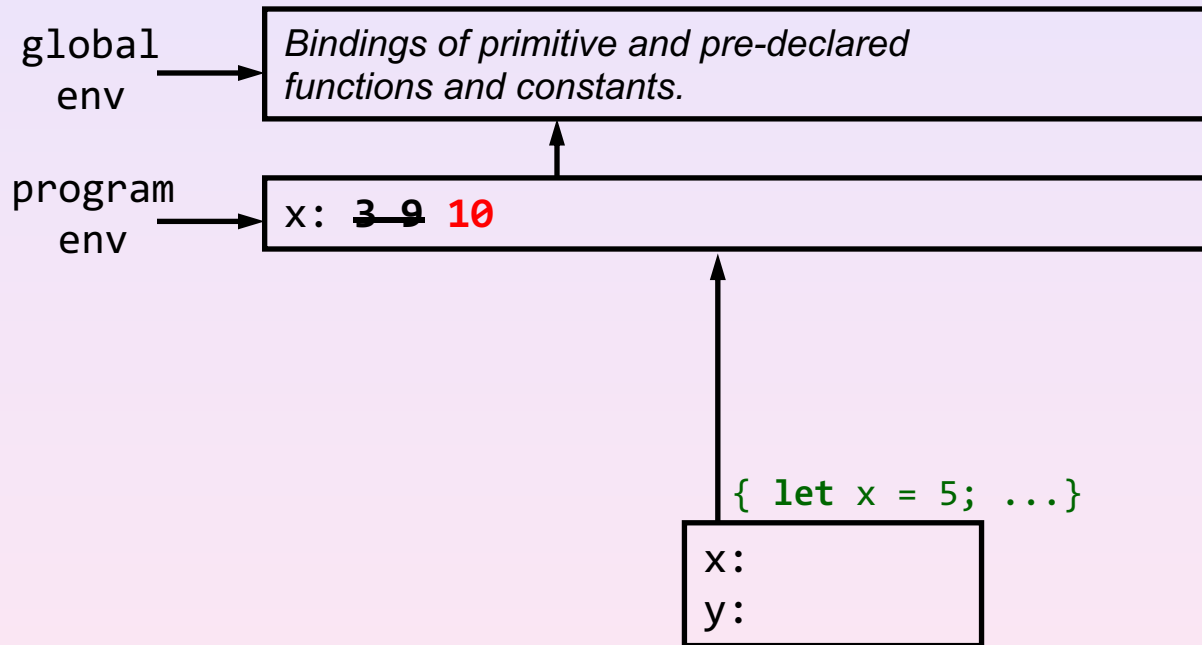 global
env
Bindings of primitive and pre-declared
functions and constants.
program
env
x: 3 9 10
{ let x = 5; ...}
x:
y: